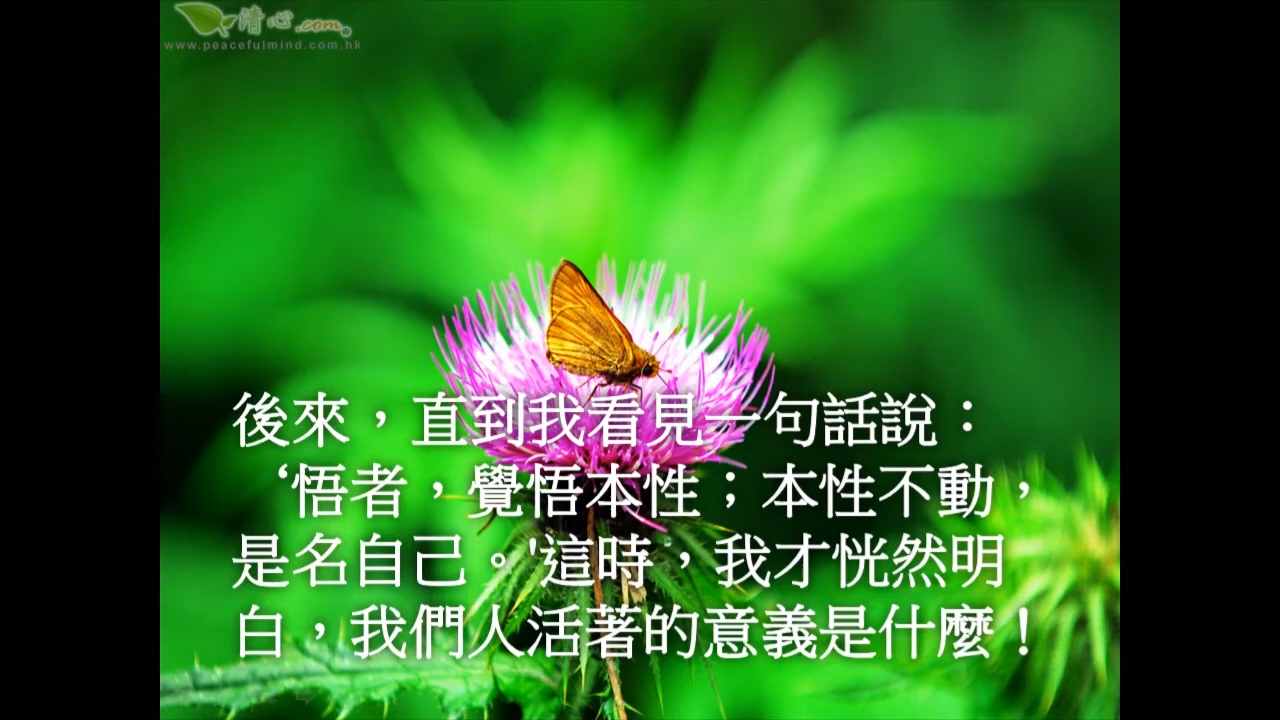 情心.com
www.peacefulmind.com.hk
後來，直到我看見一句話說：
‘悟者，覺悟本性；本性不動，
是名自己。'這時，我才恍然明
白，我們人活著的意義是什麼！